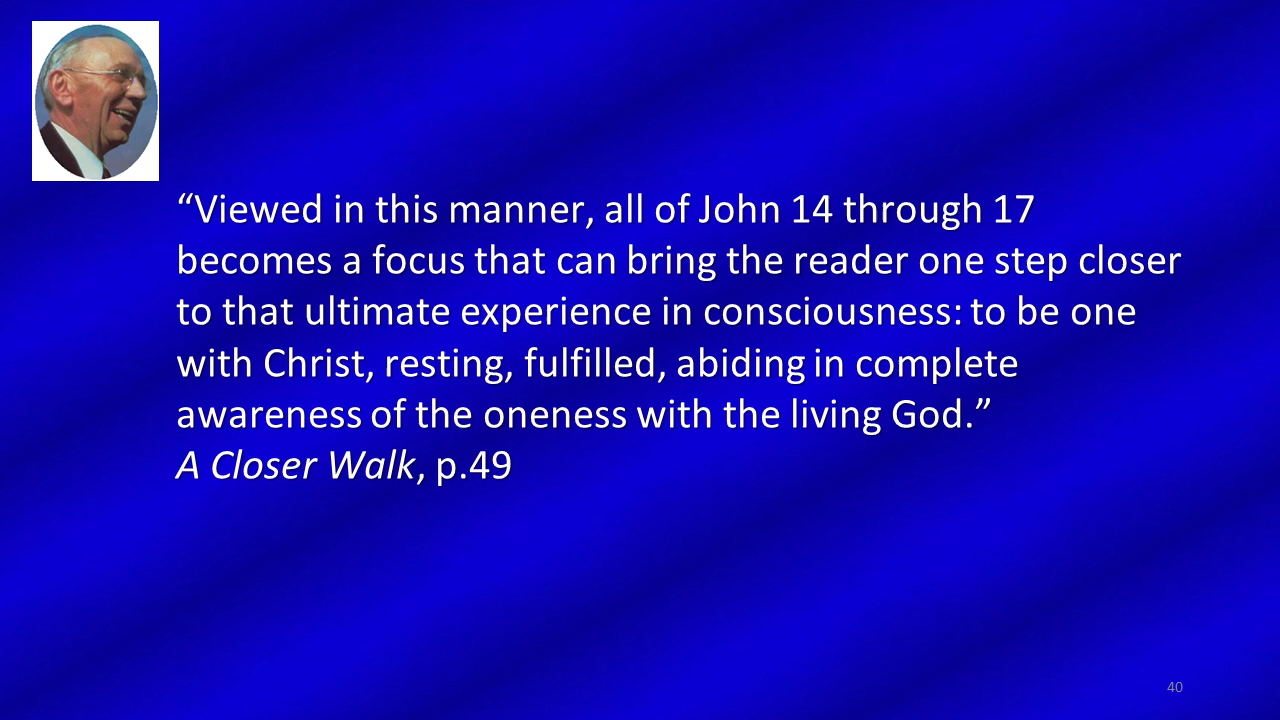 “Viewed in this manner, all of John 14 through 17
becomes a focus that can bring the reader one step closer
to that ultimate experience in consciousness: to be one
with Christ, resting, fulfilled, abiding in complete
awareness of the oneness with the living God.”
A Closer Walk, p.49
40